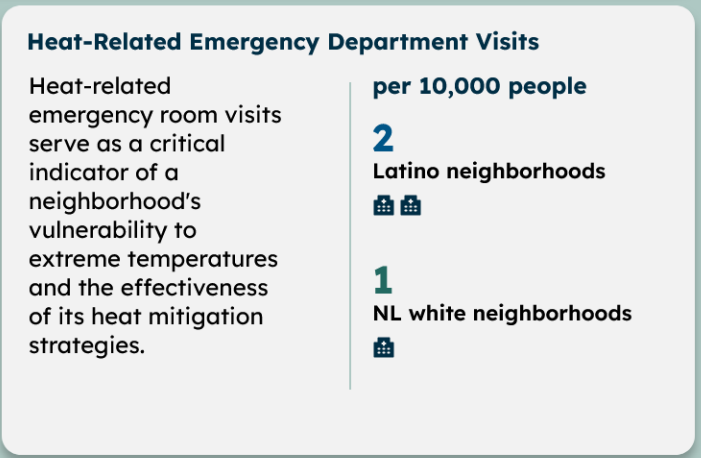 Heat-Related Emergency Department Visits
Heat-related
emergency room visits
serve as a critical
indicator of a
neighborhood's
vulnerability to
extreme temperatures
and the effectiveness
of its heat mitigation
strategies.
per 10,000 people
2
Latino neighborhoods
1
NL white neighborhoods